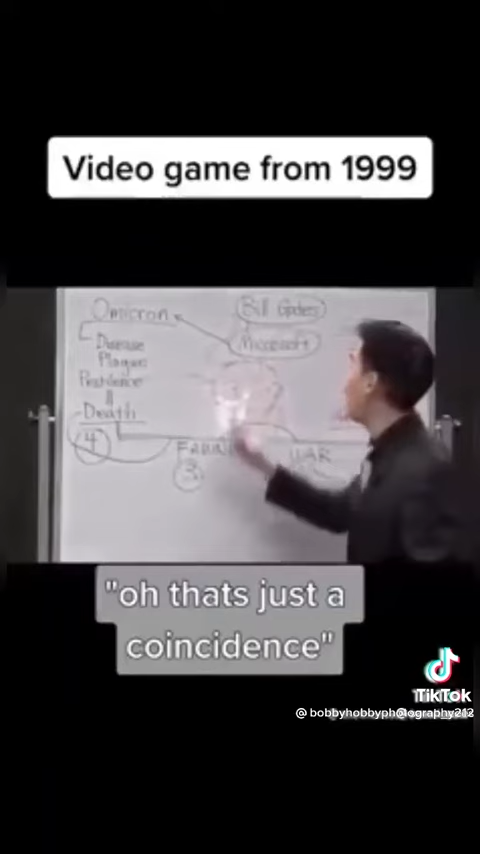 Video game from 1999
Omicron
Bill Gates
Disease
Microsoft
Plague
Pestilence
Death
4
WAR
3
"oh thats just a
coincidence"
TikTok